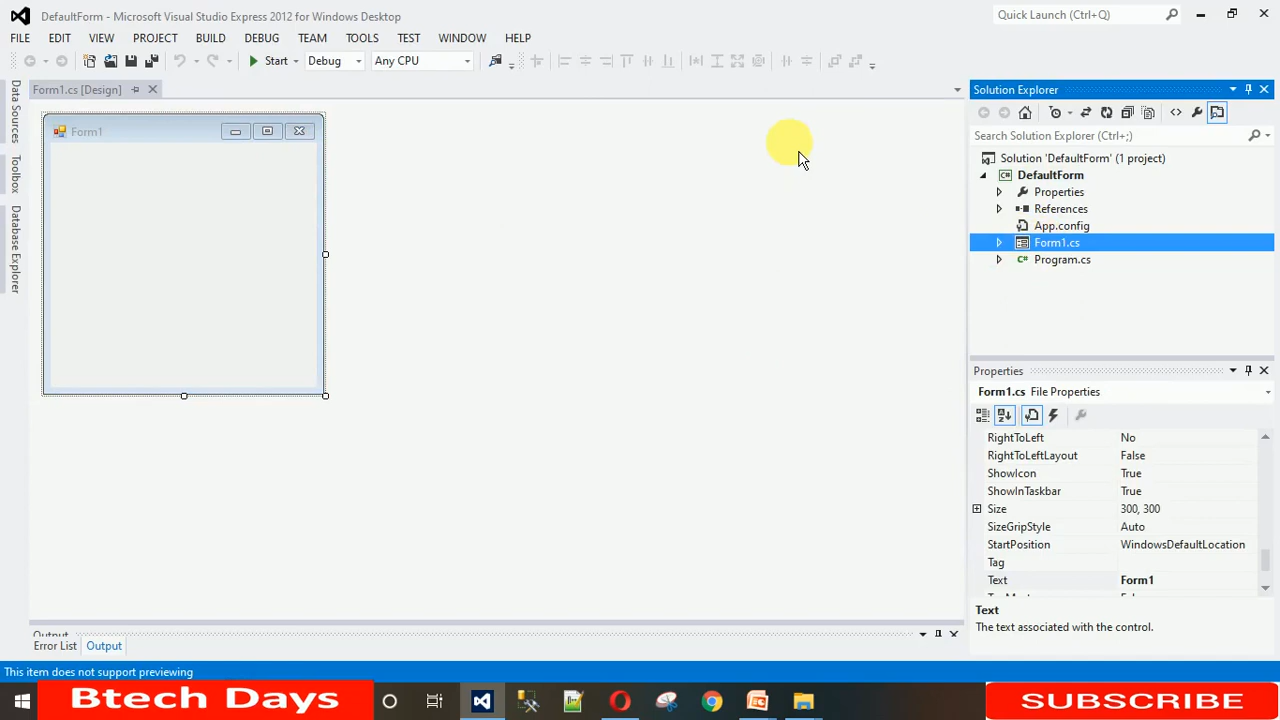 DefaultForm - Microsoft Visual Studio Express 2012 for Windows Desktop
Quick Launch (Ctrl+Q)
FILE EDIT VIEW PROJECT BUILD DEBUG TEAM TOOLS TEST WINDOW HELP
Start Debug Any CPU
Data Sources
Toolbox
Database Explorer
Form1.cs [Design]
Form1
Solution Explorer
Search Solution Explorer (Ctrl+;)
Solution 'DefaultForm' (1 project)
DefaultForm
Properties
References
App.config
Form1.cs
Program.cs
Properties
Form1.cs File Properties
RightToLeft No
RightToLeftLayout False
ShowIcon True
ShowInTaskbar True
Size 300, 300
SizeGripStyle Auto
StartPosition WindowsDefaultLocation
Tag
Text Form1
Text
The text associated with the control.
Output
Error List Output
This item does not support previewing
Btech Days
SUBSCRIBE